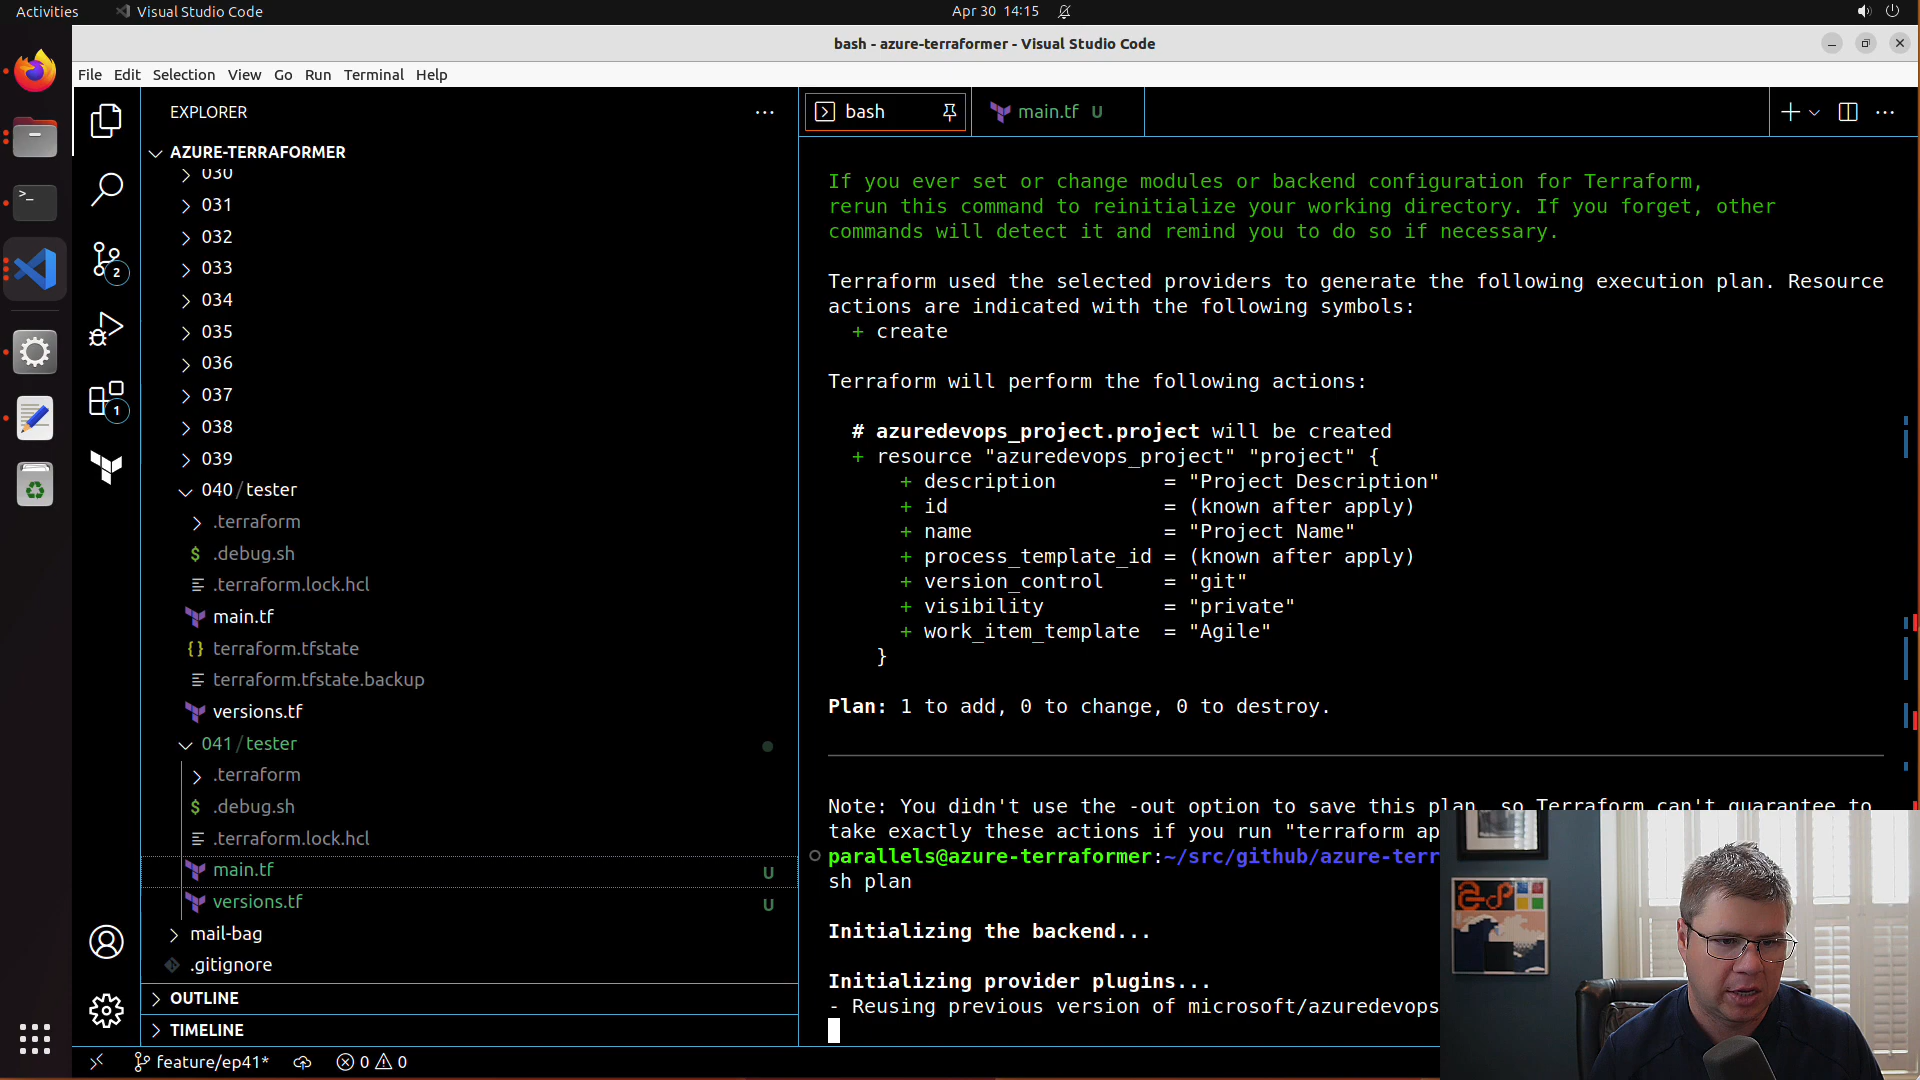 Activities
Visual Studio Code
Apr 30 14:15
bash - azure-terraformer - Visual Studio Code
File Edit Selection View Go Run Terminal Help
EXPLORER
bash
main.tf U
AZURE-TERRAFORMER
030
031
032
033
034
035
036
037
038
039
040/tester
.terraform
.debug.sh
.terraform.lock.hcl
main.tf
terraform.tfstate
terraform.tfstate.backup
versions.tf
041/tester
.terraform
.debug.sh
.terraform.lock.hcl
main.tf U
versions.tf U
mail-bag
.gitignore
OUTLINE
TIMELINE
2
1
If you ever set or change modules or backend configuration for Terraform,
rerun this command to reinitialize your working directory. If you forget, other
commands will detect it and remind you to do so if necessary.
Terraform used the selected providers to generate the following execution plan. Resource
actions are indicated with the following symbols:
+ create
Terraform will perform the following actions:
# azuredevops_project.project will be created
+ resource "azuredevops_project" "project" {
+ description = "Project Description"
+ id = (known after apply)
+ name = "Project Name"
+ process_template_id = (known after apply)
+ version_control = "git"
+ visibility = "private"
+ work_item_template = "Agile"
}
Plan: 1 to add, 0 to change, 0 to destroy.
Note: You didn't use the -out option to save this plan, so Terraform can't guarantee to
take exactly these actions if you run "terraform ap
parallels@azure-terraformer:~/src/github/azure-terr
sh plan
Initializing the backend...
Initializing provider plugins...
- Reusing previous version of microsoft/azuredevops
feature/ep41*
0 0